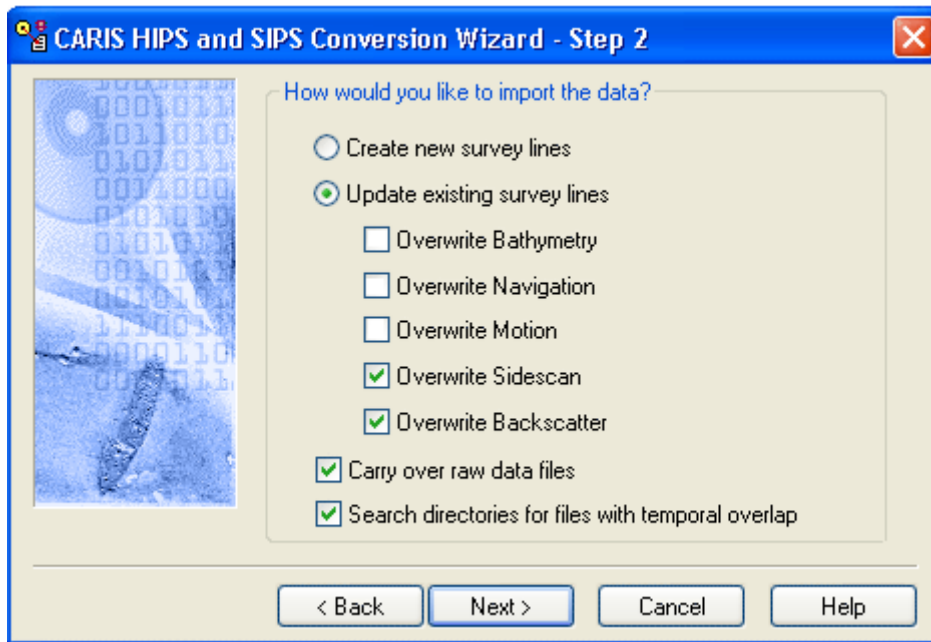 CARIS HIPS and SIPS Conversion Wizard - Step 2
How would you like to import the data?
Create new survey lines
Update existing survey lines
Overwrite Bathymetry
Overwrite Navigation
Overwrite Motion
Overwrite Sidescan
Overwrite Backscatter
Carry over raw data files
Search directories for files with temporal overlap
< Back
Next >
Cancel
Help